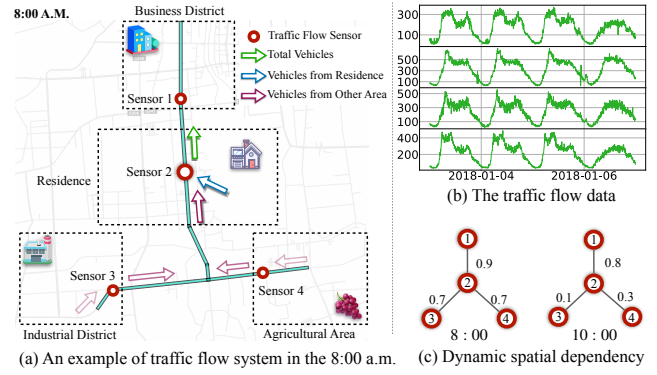 8:00 A.M.
Business District
Traffic Flow Sensor
Total Vehicles
Vehicles from Residence
Vehicles from Other Area
Sensor 1
Residence
Sensor 2
Sensor 3
Sensor 4
Industrial District
Agricultural Area
(a) An example of traffic flow system in the 8:00 a.m.
300
100
500
300
100
500
300
100
400
200
2018-01-04
2018-01-06
(b) The traffic flow data
1
0.9
2
0.7
0.7
3
4
8 : 00
1
0.8
2
0.1
0.3
3
4
10 : 00
(c) Dynamic spatial dependency